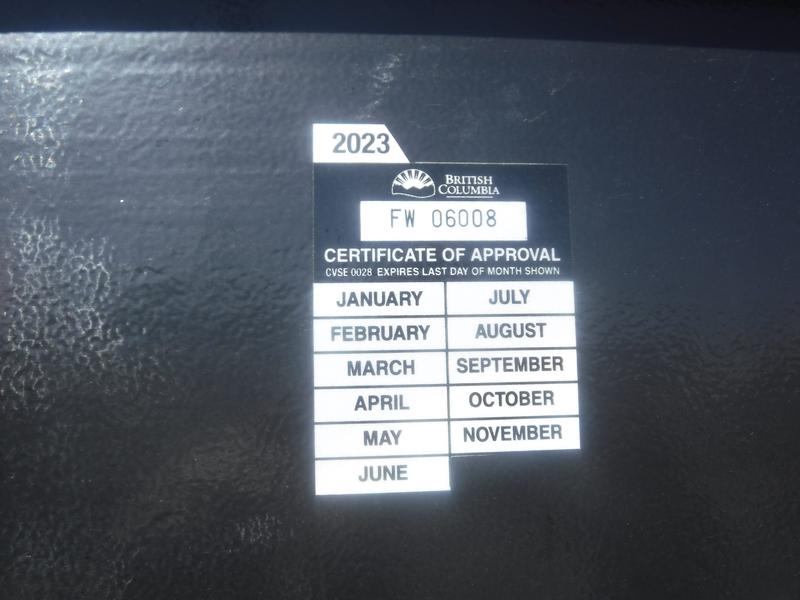 2023
BRITISH
COLUMBIA
FW 06008
CERTIFICATE OF APPROVAL
CVSE 0028 EXPIRES LAST DAY OF MONTH SHOWN
JANUARY JULY
FEBRUARY AUGUST
MARCH SEPTEMBER
APRIL OCTOBER
MAY NOVEMBER
JUNE